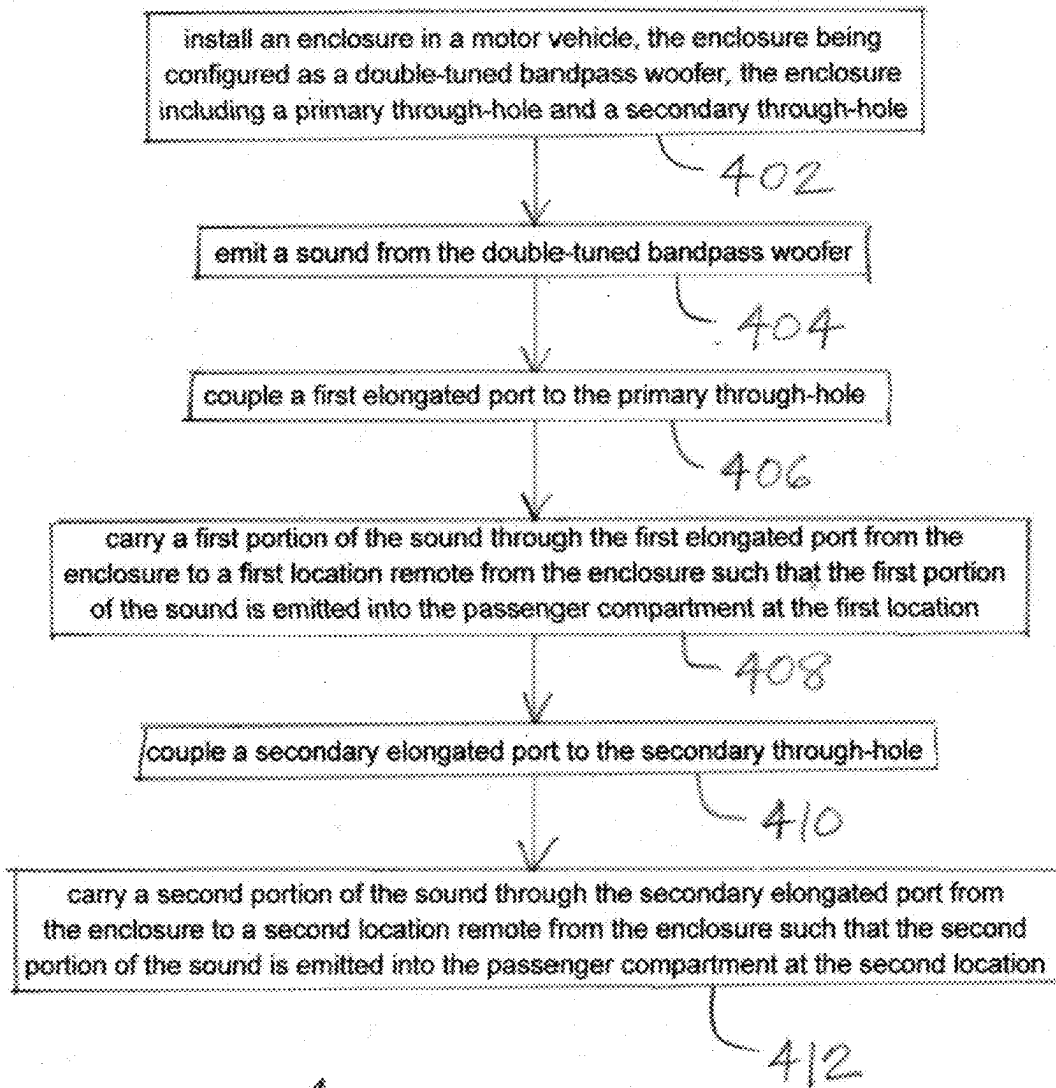 install an enclosure in a motor vehicle, the enclosure being
configured as a double-tuned bandpass woofer, the enclosure
including a primary through-hole and a secondary through-hole
402
emit a sound from the double-tuned bandpass woofer
404
couple a first elongated port to the primary through-hole
406
carry a first portion of the sound through the first elongated port from the
enclosure to a first location remote from the enclosure such that the first portion
of the sound is emitted into the passenger compartment at the first location
408
couple a secondary elongated port to the secondary through-hole
410
carry a second portion of the sound through the secondary elongated port from
the enclosure to a second location remote from the enclosure such that the second
portion of the sound is emitted into the passenger compartment at the second location
412